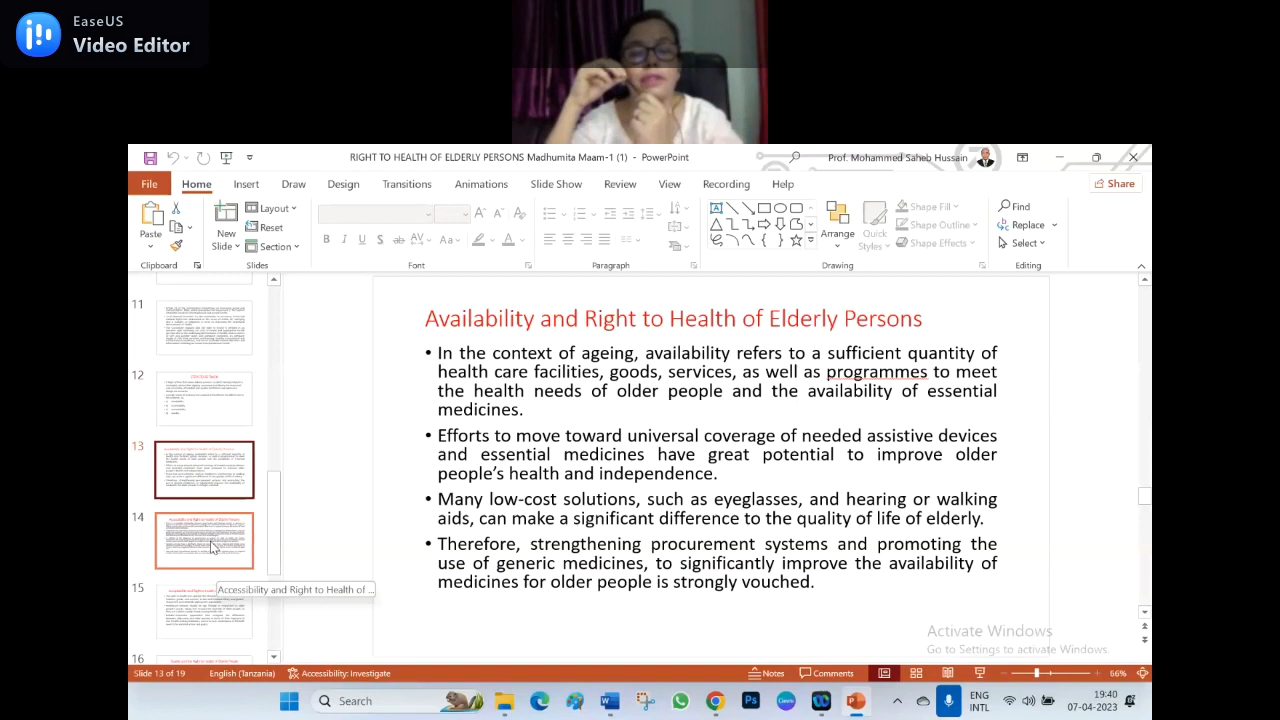 EaseUS
Video Editor
RIGHT TO HEALTH OF ELDERLY PERSONS Madhumita Maam-1 (1) - PowerPoint
Prof. Mohammed Saheb Hussain
File Home Insert Draw Design Transitions Animations Slide Show Review View Recording Help
Share
Paste
New Slide
Layout
Reset
Section
Arrange
Quick Styles
Shape Fill
Shape Outline
Shape Effects
Find
Replace
Select
Clipboard Slides Font Paragraph Drawing Editing
11
12
13
14
15
16
Accessibility and Right to Health of ...
Availability and Right to Health of Elderly Persons
• In the context of ageing, availability refers to a sufficient quantity of
health care facilities, goods, services, as well as programmes to meet
the health needs of older people and the availability of essential
medicines.
• Efforts to move toward universal coverage of needed assistive devices
and essential medicines have great potential to improve older
people's health and independence.
• Many low-cost solutions, such as eyeglasses, and hearing or walking
aids, can make a significant difference to the quality of life of elderly.
• Therefore, strengthening procurement systems and promoting the
use of generic medicines, to significantly improve the availability of
medicines for older people is strongly vouched.
Activate Windows
Go to Settings to activate Windows.
Slide 13 of 19 English (Tanzania) Accessibility: Investigate Notes Comments 66%
Search
ENG
INTL
19:40
07-04-2023